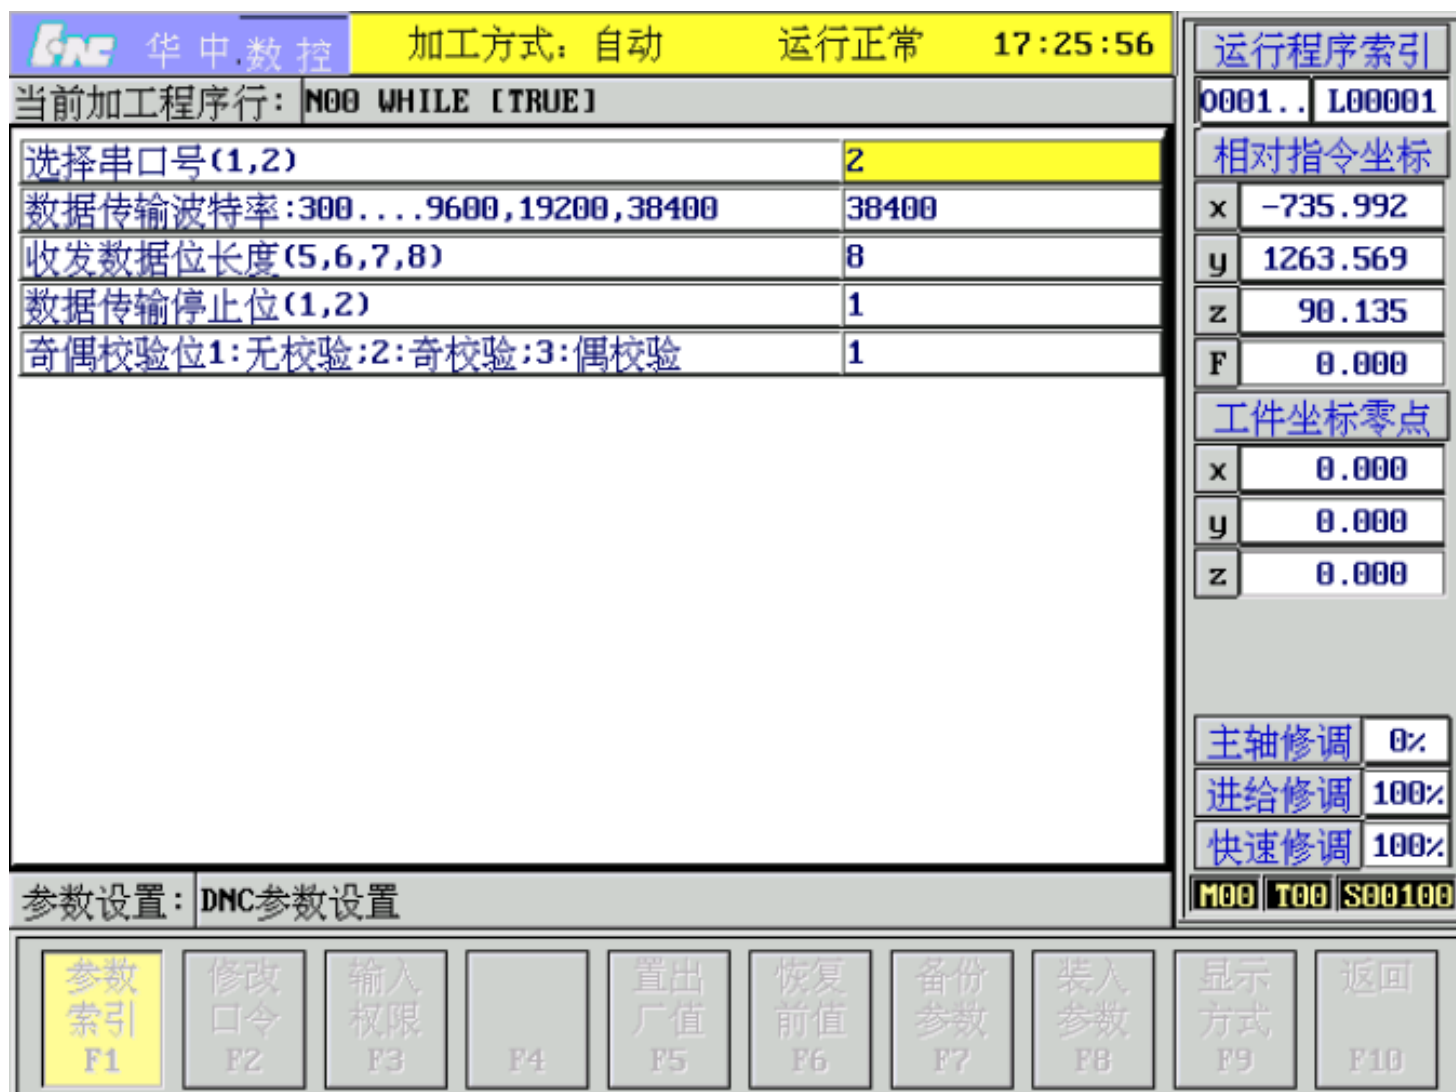 华中数控 加工方式：自动 运行正常 17:25:56
当前加工程序行: N00 WHILE [TRUE]
选择串口号(1,2) 2
数据传输波特率:300....9600,19200,38400 38400
收发数据位长度(5,6,7,8) 8
数据传输停止位(1,2) 1
奇偶校验位1:无校验;2:奇校验;3:偶校验 1
运行程序索引
O001.. L00001
相对指令坐标
x -735.992
y 1263.569
z 90.135
F 0.000
工件坐标零点
x 0.000
y 0.000
z 0.000
主轴修调 0%
进给修调 100%
快速修调 100%
M00 T00 S00100
参数设置: DNC参数设置
参数索引 F1
修改口令 F2
输入权限 F3
F4
置出厂值 F5
恢复前值 F6
备份参数 F7
装入参数 F8
显示方式 F9
返回 F10